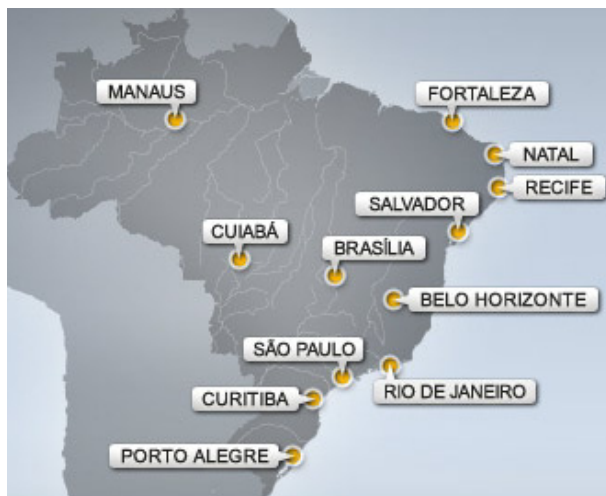 MANAUS
FORTALEZA
NATAL
RECIFE
SALVADOR
CUIABÁ
BRASÍLIA
BELO HORIZONTE
SÃO PAULO
RIO DE JANEIRO
CURITIBA
PORTO ALEGRE